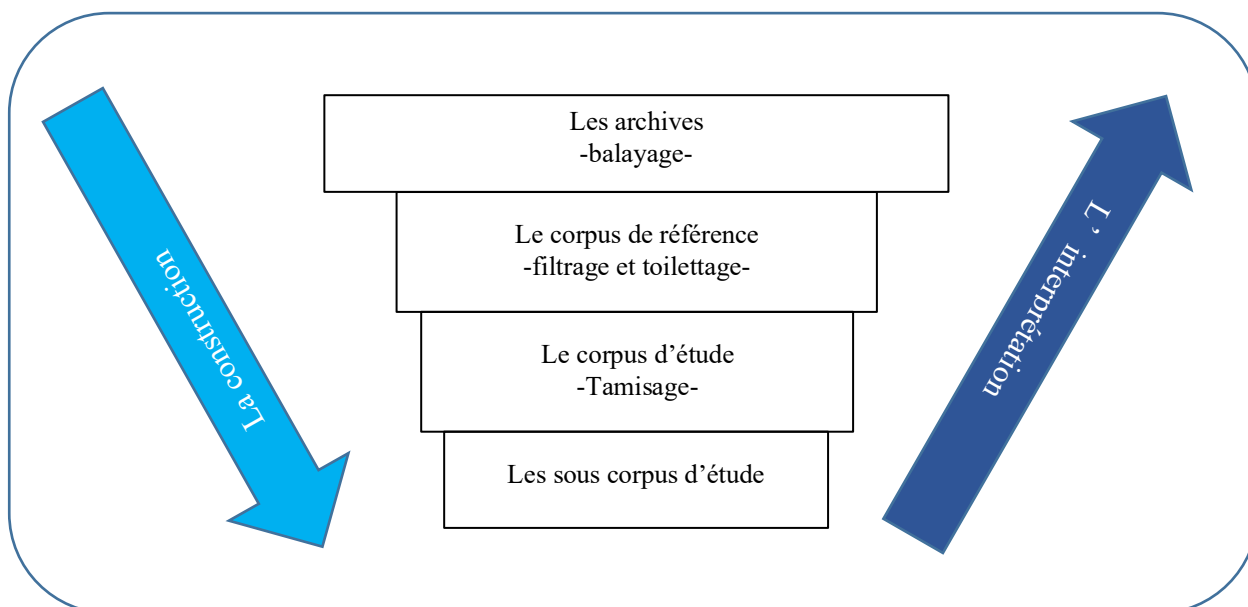 La construction
Les archives
-balayage-
Le corpus de référence
-filtrage et toilettage-
Le corpus d’étude
-Tamisage-
Les sous corpus d’étude
L’ interprétation